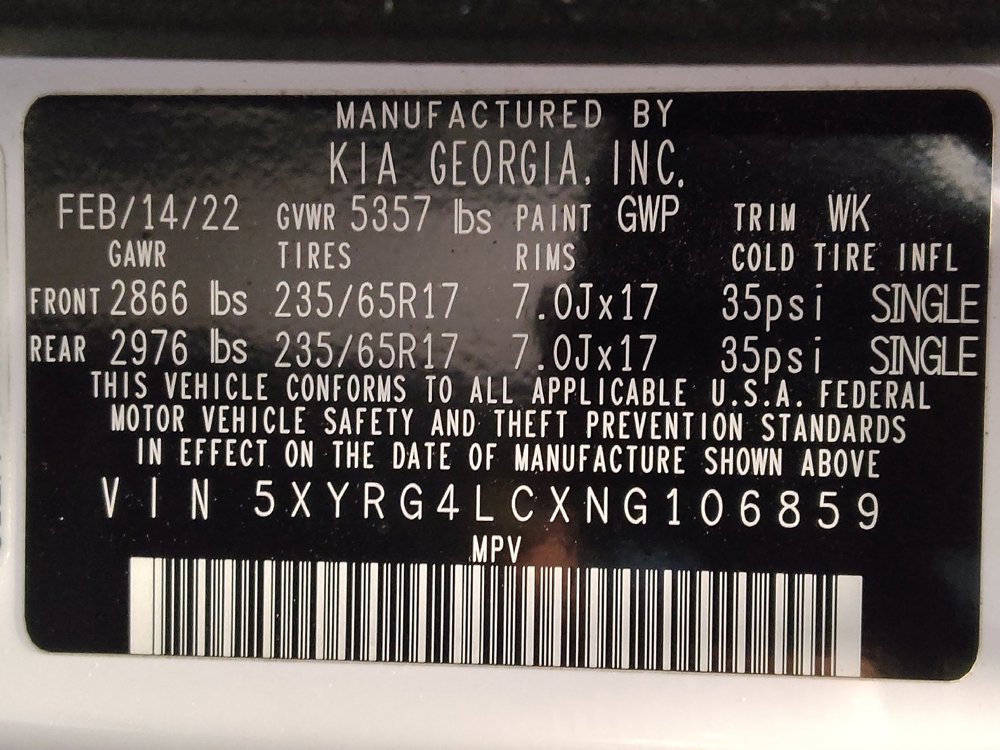 MANUFACTURED BY
KIA GEORGIA, INC.
FEB/14/22 GVWR 5357 lbs PAINT GWP TRIM WK
GAWR TIRES RIMS COLD TIRE INFL
FRONT 2866 lbs 235/65R17 7.0Jx17 35psi SINGLE
REAR 2976 lbs 235/65R17 7.0Jx17 35psi SINGLE
THIS VEHICLE CONFORMS TO ALL APPLICABLE U.S.A. FEDERAL
MOTOR VEHICLE SAFETY AND THEFT PREVENTION STANDARDS
IN EFFECT ON THE DATE OF MANUFACTURE SHOWN ABOVE
VIN 5XYRG4LCXNG106859
MPV